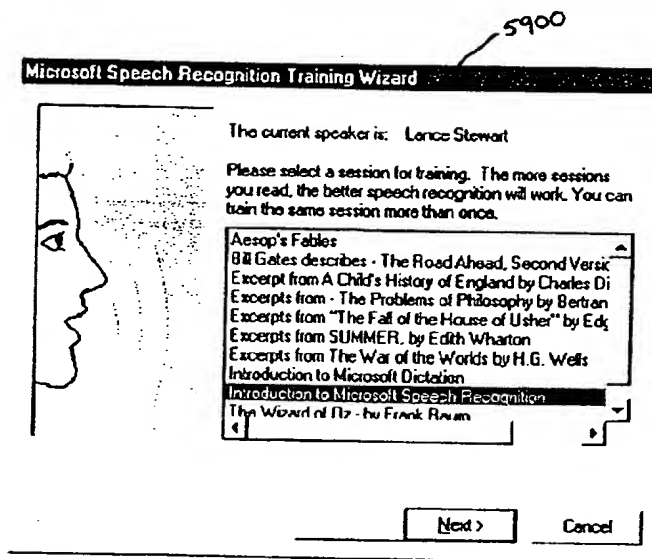 5900
Microsoft Speech Recognition Training Wizard
The current speaker is: Lance Stewart
Please select a session for training. The more sessions
you read, the better speech recognition will work. You can
train the same session more than once.
Aesop's Fables
Bill Gates describes - The Road Ahead, Second Versic
Excerpt from A Child's History of England by Charles Di
Excerpts from - The Problems of Philosophy by Bertran
Excerpts from "The Fall of the House of Usher" by Edg
Excerpts from SUMMER, by Edith Wharton
Excerpts from The War of the Worlds by H.G. Wells
Introduction to Microsoft Dictation
Introduction to Microsoft Speech Recognition
The Wizard of Oz - by Frank Baum
Next > Cancel